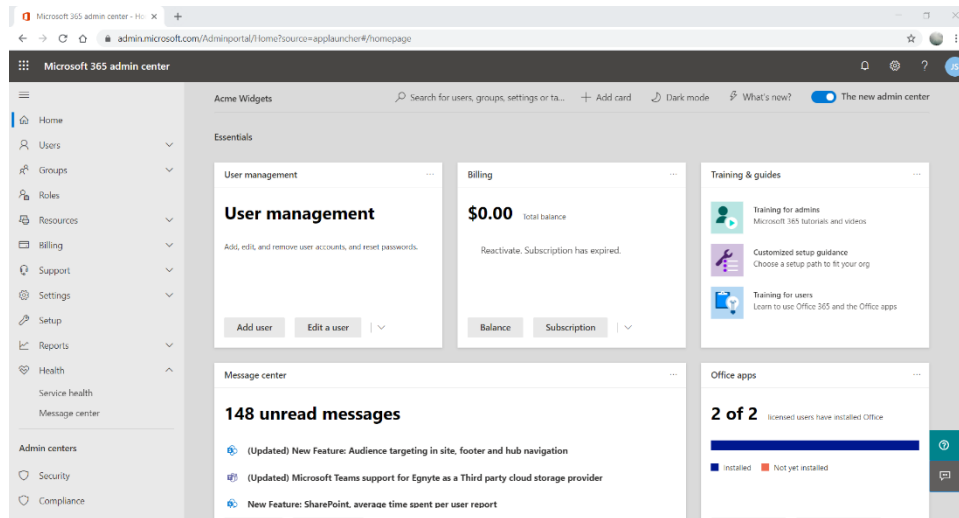 Microsoft 365 admin center - Ho
admin.microsoft.com/Adminportal/Home?source=applauncher#/homepage
Microsoft 365 admin center
JS
Acme Widgets
Search for users, groups, settings or ta...
Add card
Dark mode
What's new?
The new admin center
Home
Users
Groups
Roles
Resources
Billing
Support
Settings
Setup
Reports
Health
Service health
Message center
Admin centers
Security
Compliance
Essentials
User management
User management
Add, edit, and remove user accounts, and reset passwords.
Add user
Edit a user
Billing
$0.00 Total balance
Reactivate. Subscription has expired.
Balance
Subscription
Training & guides
Training for admins
Microsoft 365 tutorials and videos
Customized setup guidance
Choose a setup path to fit your org
Training for users
Learn to use Office 365 and the Office apps
Message center
148 unread messages
(Updated) New Feature: Audience targeting in site, footer and hub navigation
(Updated) Microsoft Teams support for Egnyte as a Third party cloud storage provider
New Feature: SharePoint, average time spent per user report
Office apps
2 of 2 licensed users have installed Office
Installed
Not yet installed